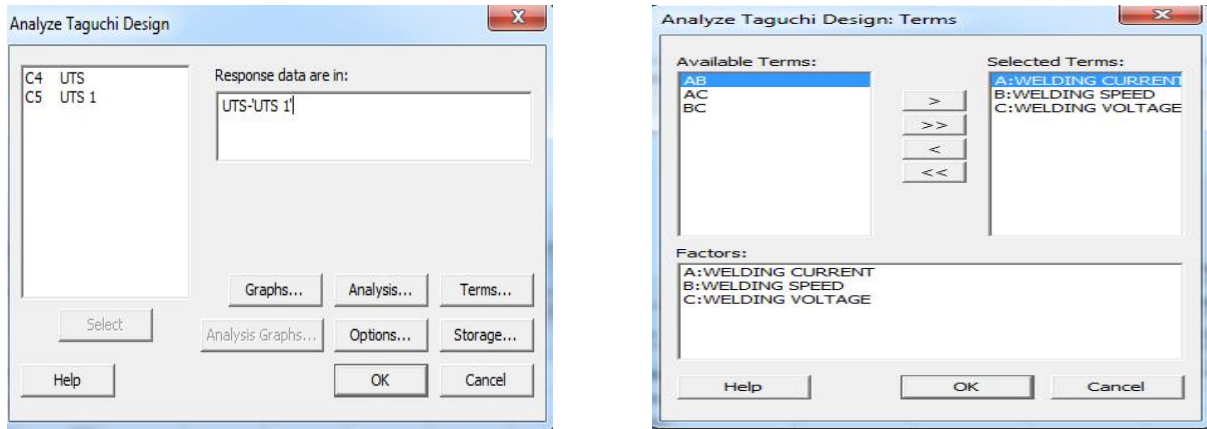 Analyze Taguchi Design
X
C4 UTS
C5 UTS 1
Response data are in:
UTS-'UTS 1'
Graphs...
Analysis...
Terms...
Select
Analysis Graphs...
Options...
Storage...
Help
OK
Cancel
Analyze Taguchi Design: Terms
X
Available Terms:
AB
AC
BC
>
>>
<
<<
Selected Terms:
A:WELDING CURRENT
B:WELDING SPEED
C:WELDING VOLTAGE
Factors:
A:WELDING CURRENT
B:WELDING SPEED
C:WELDING VOLTAGE
Help
OK
Cancel